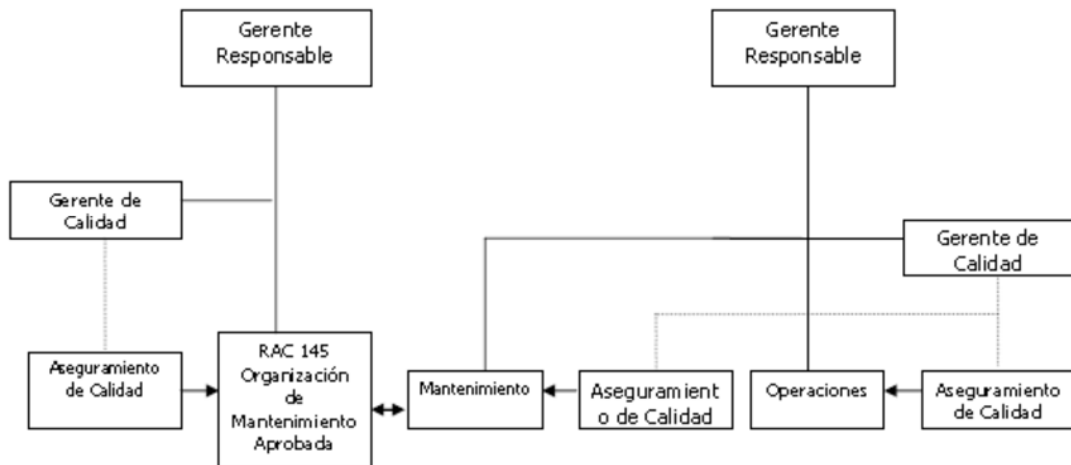 Gerente
Responsable
Gerente
Responsable
Gerente de
Calidad
Gerente de
Calidad
Aseguramiento
de Calidad
RAC 145
Organización
de
Mantenimiento
Aprobada
Mantenimiento
Aseguramient
o de Calidad
Operaciones
Aseguramiento
de Calidad